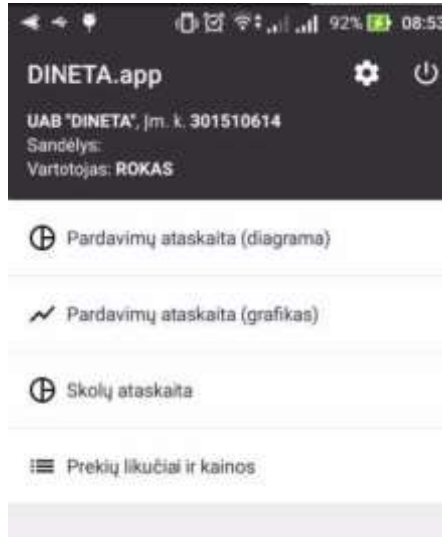 92% 08:53
DINETA.app
UAB "DINETA", Įm. k. 301510614
Sandėlys:
Vartotojas: ROKAS
Pardavimų ataskaita (diagrama)
Pardavimų ataskaita (grafikas)
Skolų ataskaita
Prekių likučiai ir kainos